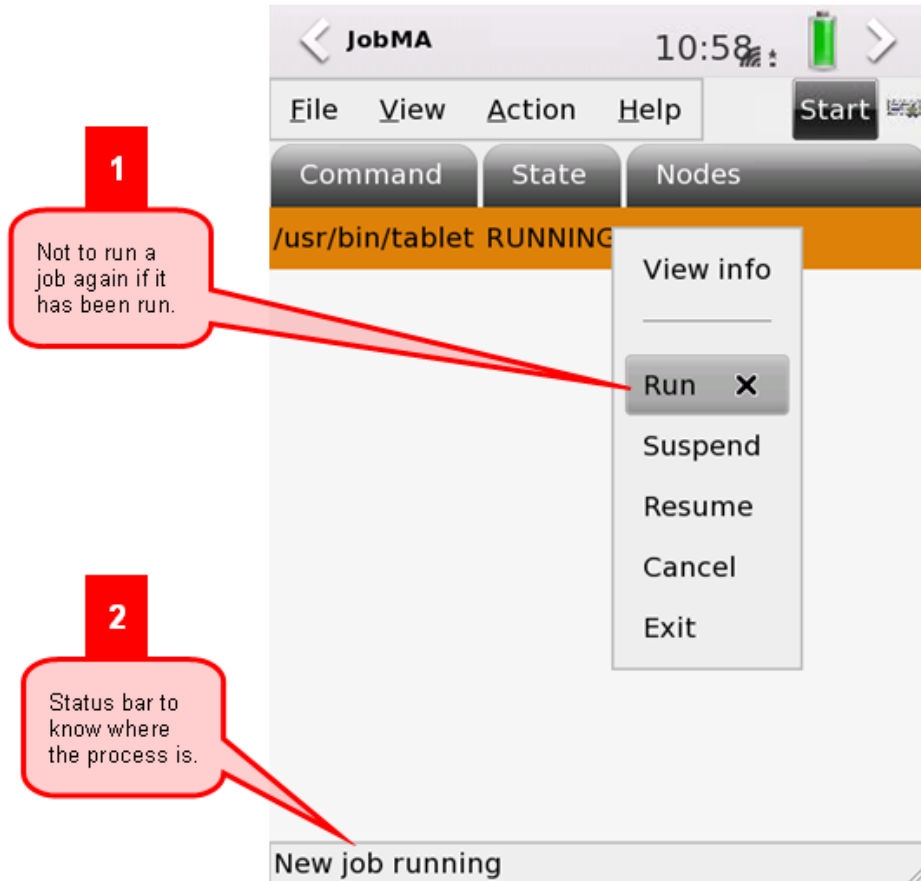 JobMA
10:58
File View Action Help
Start
Command State Nodes
1
/usr/bin/tablet RUNNING
Not to run a
job again if it
has been run.
View info
Run
Suspend
Resume
Cancel
Exit
2
Status bar to
know where
the process is.
New job running